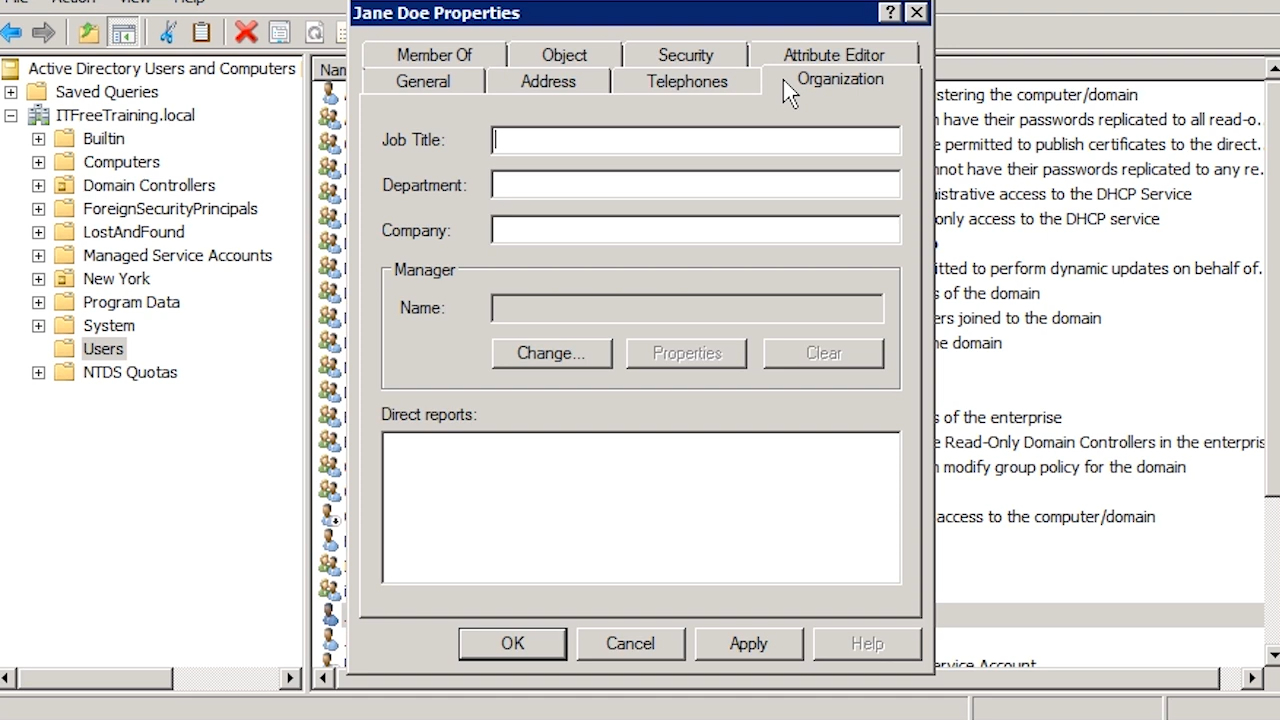 Jane Doe Properties
?
Member Of
Object
Security
Attribute Editor
General
Address
Telephones
Organization
Job Title:
Department:
Company:
Manager
Name:
Change...
Properties
Clear
Direct reports:
OK
Cancel
Apply
Help
Active Directory Users and Computers
Saved Queries
ITFreeTraining.local
Builtin
Computers
Domain Controllers
ForeignSecurityPrincipals
LostAndFound
Managed Service Accounts
New York
Program Data
System
Users
NTDS Quotas
stering the computer/domain
have their passwords replicated to all read-o...
e permitted to publish certificates to the direct...
not have their passwords replicated to any re...
istrative access to the DHCP Service
only access to the DHCP service
itted to perform dynamic updates on behalf of...
s of the domain
ers joined to the domain
e domain
s of the enterprise
e Read-Only Domain Controllers in the enterpris
modify group policy for the domain
access to the computer/domain
ervice Account